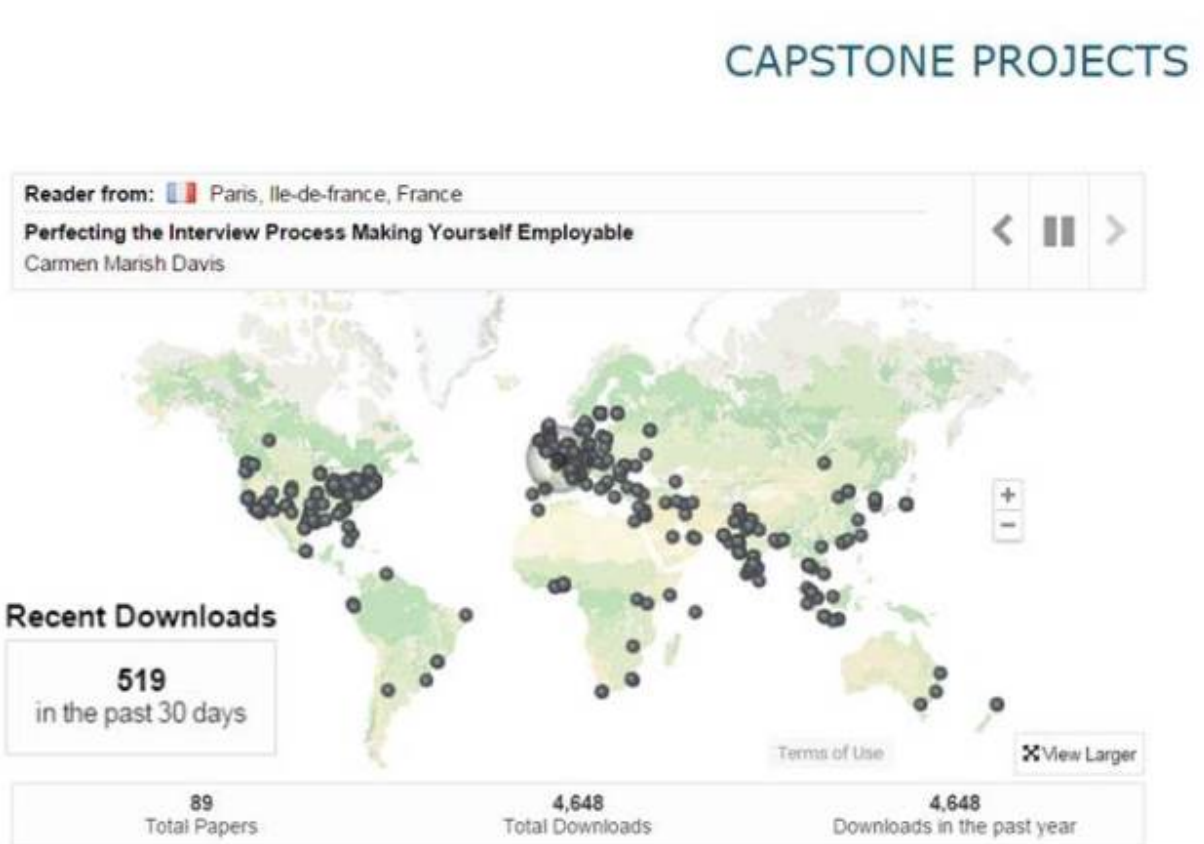 CAPSTONE PROJECTS
Reader from: Paris, Ile-de-france, France
Perfecting the Interview Process Making Yourself Employable
Carmen Marish Davis
+
−
Recent Downloads
519
in the past 30 days
Terms of Use
View Larger
89
Total Papers
4,648
Total Downloads
4,648
Downloads in the past year